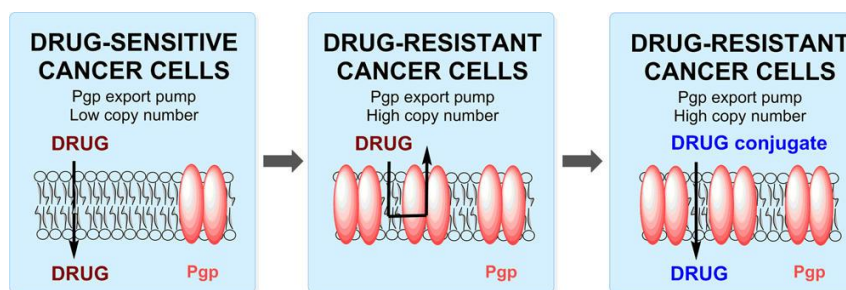 DRUG-SENSITIVE
CANCER CELLS
Pgp export pump
Low copy number
DRUG
DRUG
Pgp
DRUG-RESISTANT
CANCER CELLS
Pgp export pump
High copy number
DRUG
Pgp
DRUG-RESISTANT
CANCER CELLS
Pgp export pump
High copy number
DRUG conjugate
DRUG
Pgp